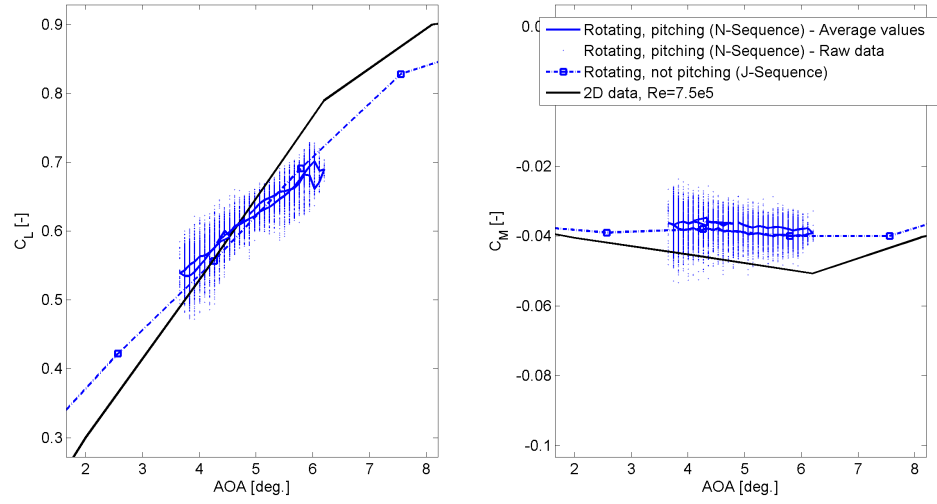 0.9
0.8
0.7
0.6
0.5
0.4
0.3
C_L [-]
2 3 4 5 6 7 8
AOA [deg.]
Rotating, pitching (N-Sequence) - Average values
Rotating, pitching (N-Sequence) - Raw data
Rotating, not pitching (J-Sequence)
2D data, Re=7.5e5
-0.02
-0.04
-0.06
-0.08
-0.1
C_M [-]
2 3 4 5 6 7 8
AOA [deg.]